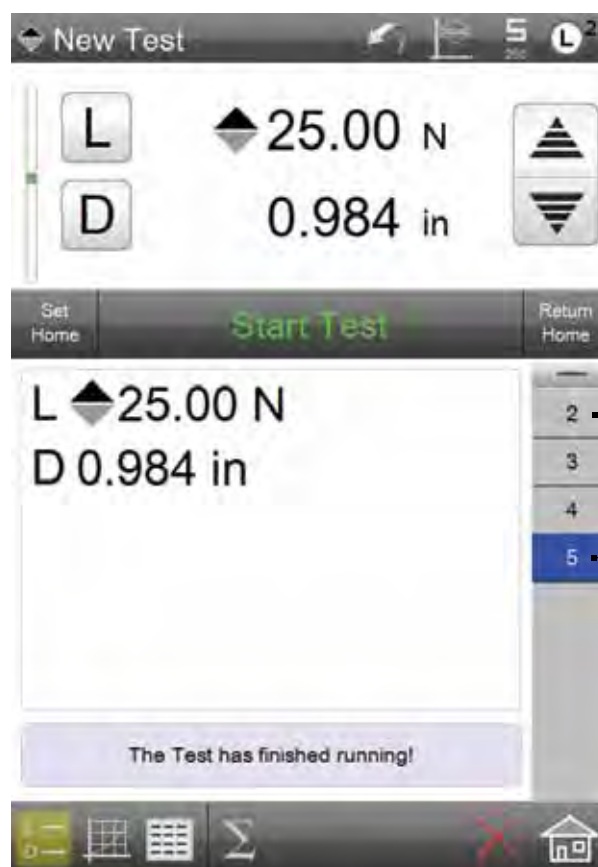 New Test
S
L 2
L 25.00 N
D 0.984 in
Set Home
Start Test
Return Home
L 25.00 N
D 0.984 in
2
3
4
5
The Test has finished running!
Σ